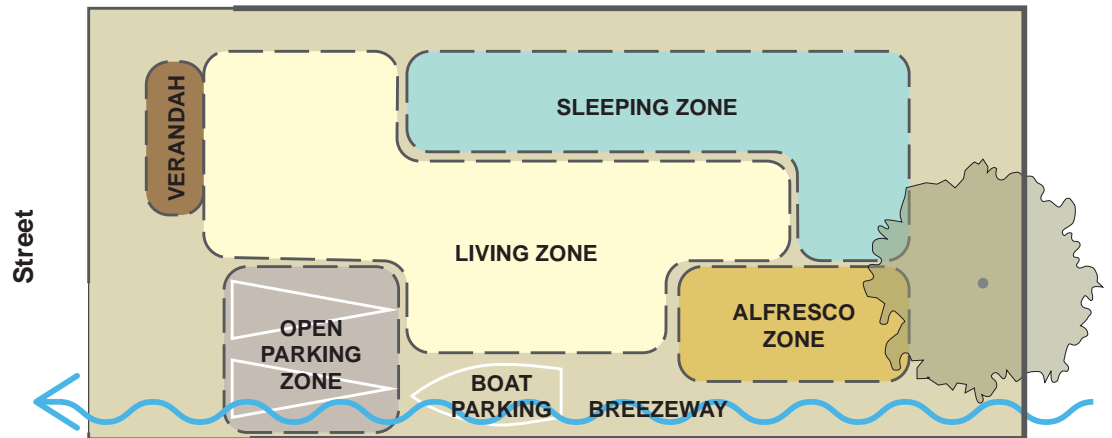 Street
VERANDAH
SLEEPING ZONE
LIVING ZONE
OPEN
PARKING
ZONE
ALFRESCO
ZONE
BOAT
PARKING
BREEZEWAY